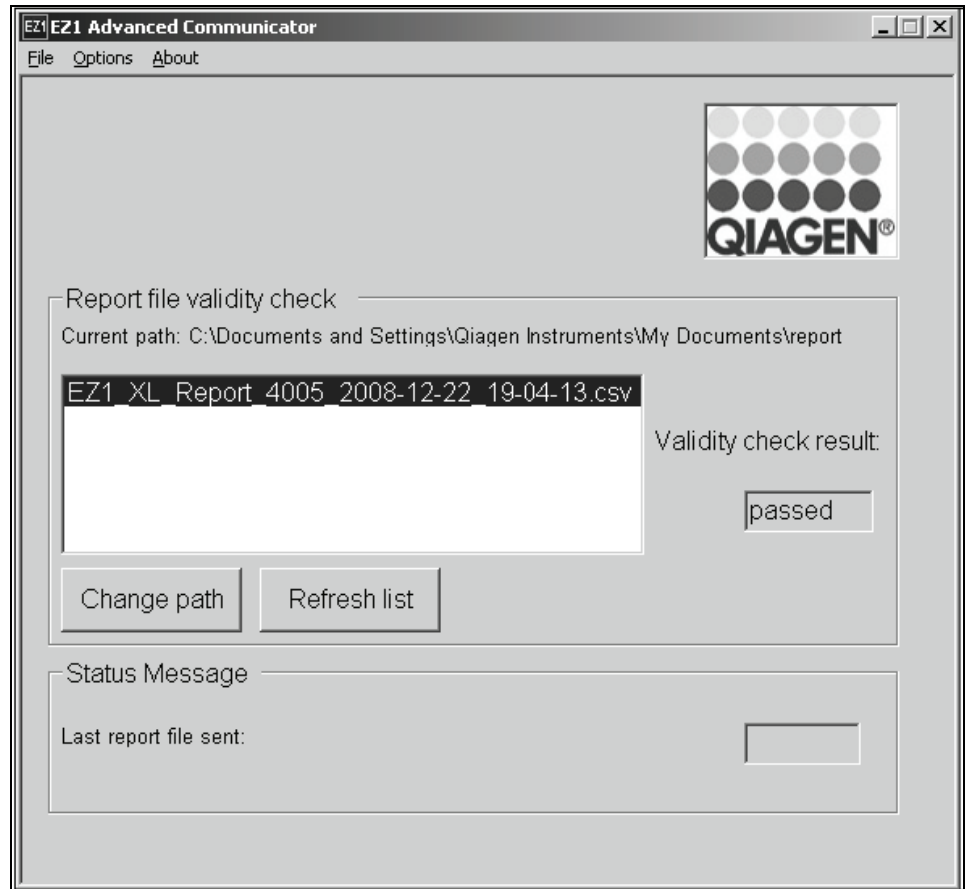 EZ1 EZ1 Advanced Communicator
File Options About
QIAGEN®
Report file validity check
Current path: C:\Documents and Settings\Qiagen Instruments\My Documents\report
EZ1_XL_Report_4005_2008-12-22_19-04-13.csv
Validity check result:
passed
Change path Refresh list
Status Message
Last report file sent: